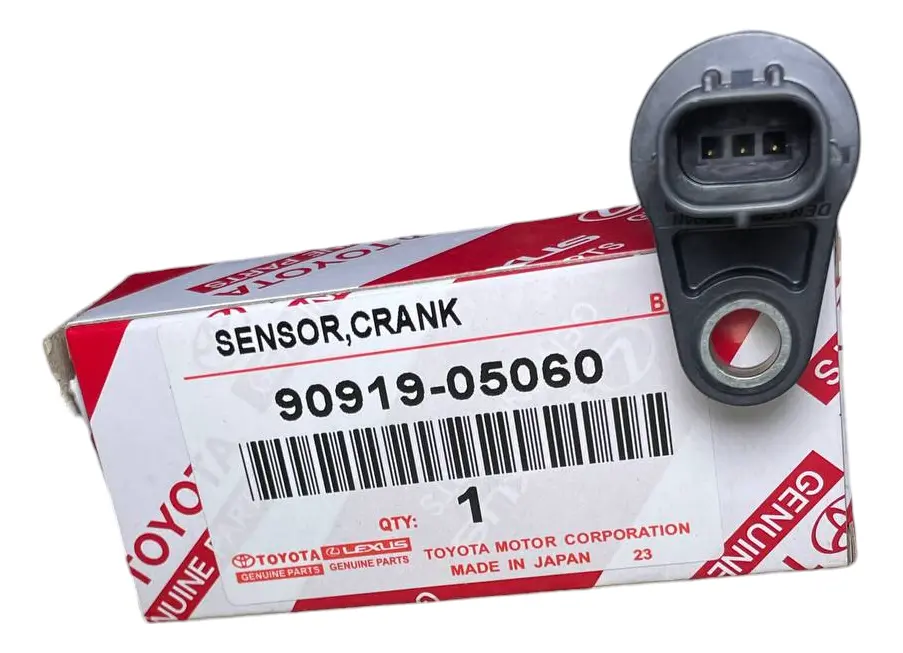 TOYOTA
SENSOR,CRANK
90919-05060
QTY: 1
TOYOTA LEXUS
GENUINE PARTS GENUINE PARTS
TOYOTA MOTOR CORPORATION
MADE IN JAPAN 23
TOYOTA
GENUINE